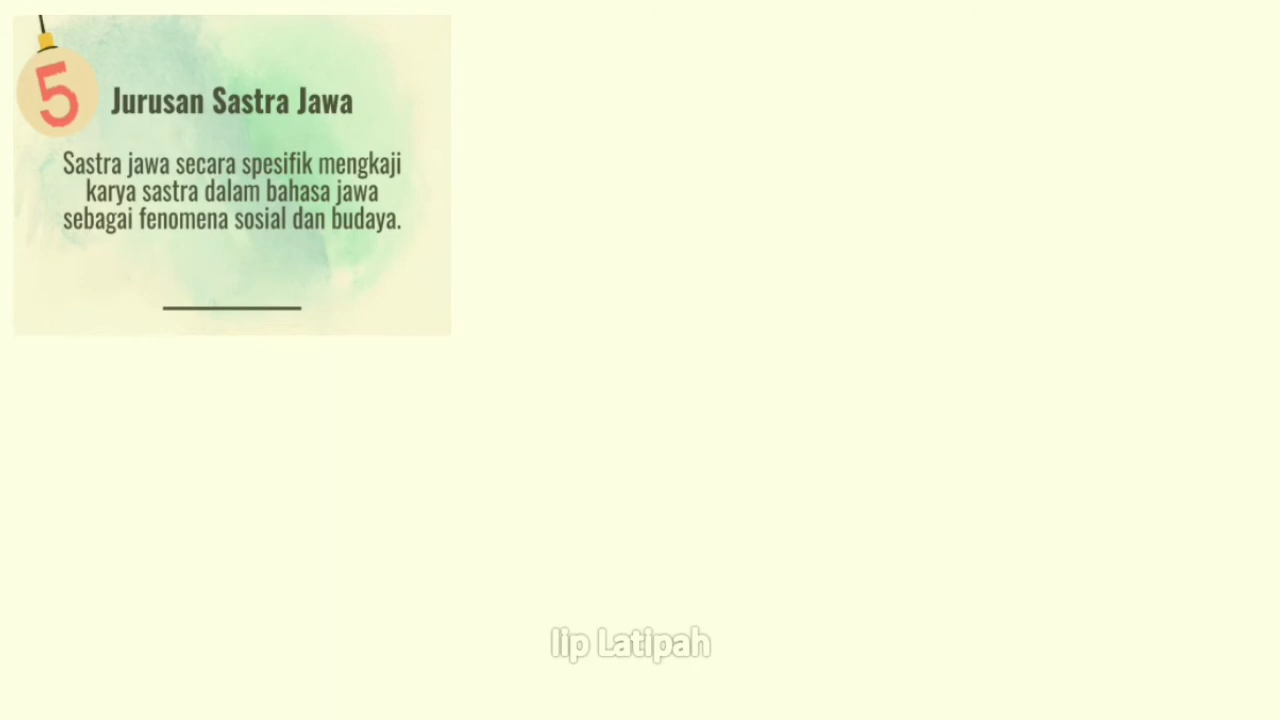 5
Jurusan Sastra Jawa
Sastra jawa secara spesifik mengkaji
karya sastra dalam bahasa jawa
sebagai fenomena sosial dan budaya.
Iip Latipah